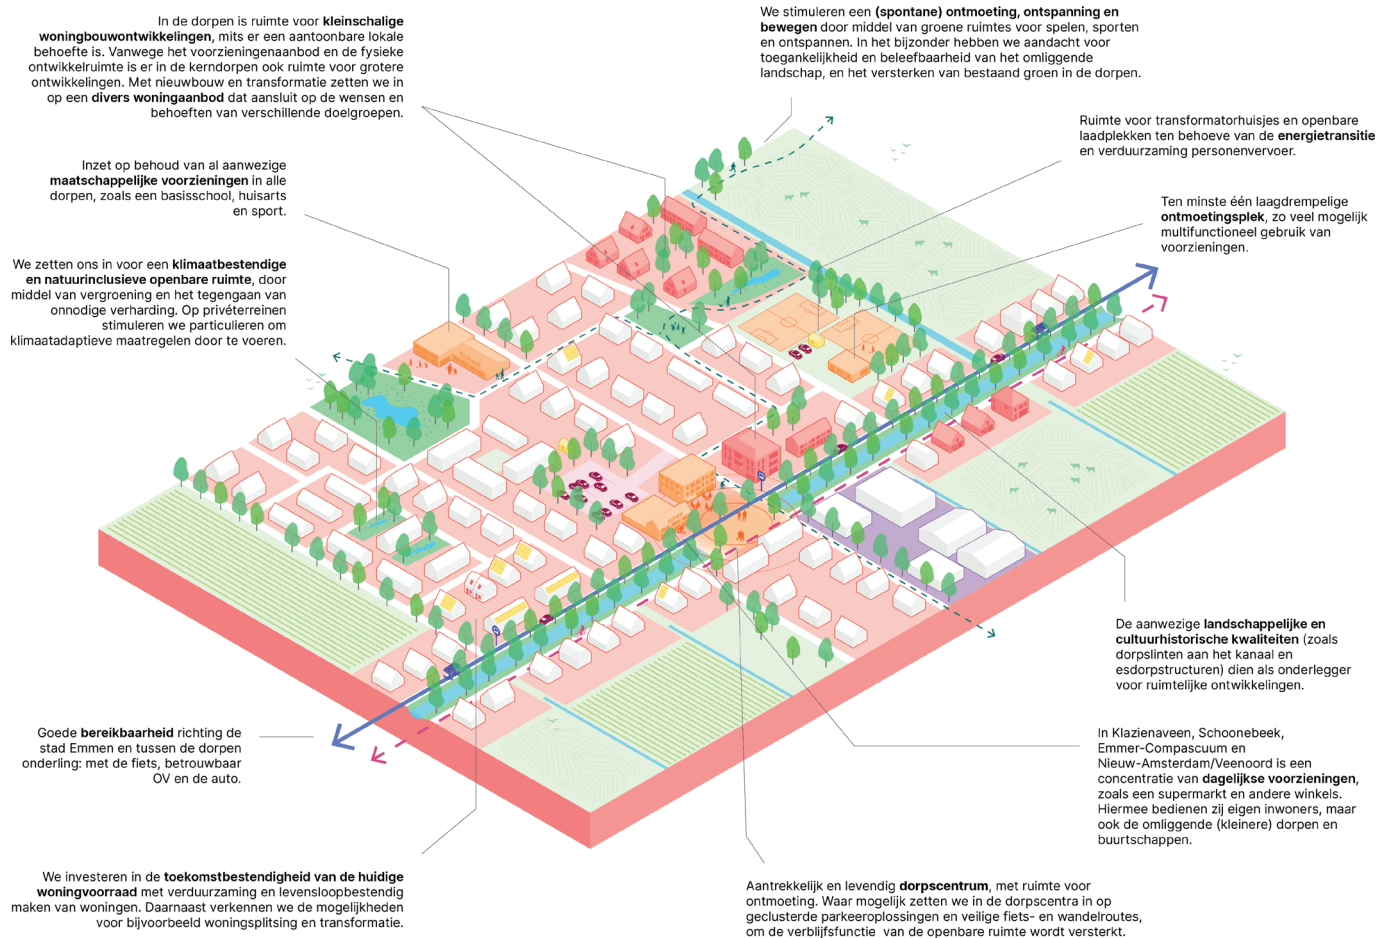 In de dorpen is ruimte voor kleinschalige
woningbouwontwikkelingen, mits er een aantoonbare lokale
behoefte is. Vanwege het voorzieningenaanbod en de fysieke
ontwikkelruimte is er in de kerndorpen ook ruimte voor grotere
ontwikkelingen. Met nieuwbouw en transformatie zetten we in
op een divers woningaanbod dat aansluit op de wensen en
behoeften van verschillende doelgroepen.
We stimuleren een (spontane) ontmoeting, ontspanning en
bewegen door middel van groene ruimtes voor spelen, sporten
en ontspannen. In het bijzonder hebben we aandacht voor
toegankelijkheid en beleefbaarheid van het omliggende
landschap, en het versterken van bestaand groen in de dorpen.
Ruimte voor transformatorhuisjes en openbare
laadplekken ten behoeve van de energietransitie
en verduurzaming personenvervoer.
Inzet op behoud van al aanwezige
maatschappelijke voorzieningen in alle
dorpen, zoals een basisschool, huisarts
en sport.
Ten minste één laagdrempelige
ontmoetingsplek, zo veel mogelijk
multifunctioneel gebruik van
voorzieningen.
We zetten ons in voor een klimaatbestendige
en natuurinclusieve openbare ruimte, door
middel van vergroening en het tegengaan van
onnodige verharding. Op privéterreinen
stimuleren we particulieren om
klimaatadaptieve maatregelen door te voeren.
De aanwezige landschappelijke en
cultuurhistorische kwaliteiten (zoals
dorpslinten aan het kanaal en
esdorpstructuren) dien als onderlegger
voor ruimtelijke ontwikkelingen.
Goede bereikbaarheid richting de
stad Emmen en tussen de dorpen
onderling: met de fiets, betrouwbaar
OV en de auto.
In Klazienaveen, Schoonebeek,
Emmer-Compascuum en
Nieuw-Amsterdam/Veenoord is een
concentratie van dagelijkse voorzieningen,
zoals een supermarkt en andere winkels.
Hiermee bedienen zij eigen inwoners, maar
ook de omliggende (kleinere) dorpen en
buurtschappen.
We investeren in de toekomstbestendigheid van de huidige
woningvoorraad met verduurzaming en levensloopbestendig
maken van woningen. Daarnaast verkennen we de mogelijkheden
voor bijvoorbeeld woningsplitsing en transformatie.
Aantrekkelijk en levendig dorpscentrum, met ruimte voor
ontmoeting. Waar mogelijk zetten we in de dorpscentra in op
geclusterde parkeeroplossingen en veilige fiets- en wandelroutes,
om de verblijfsfunctie van de openbare ruimte wordt versterkt.